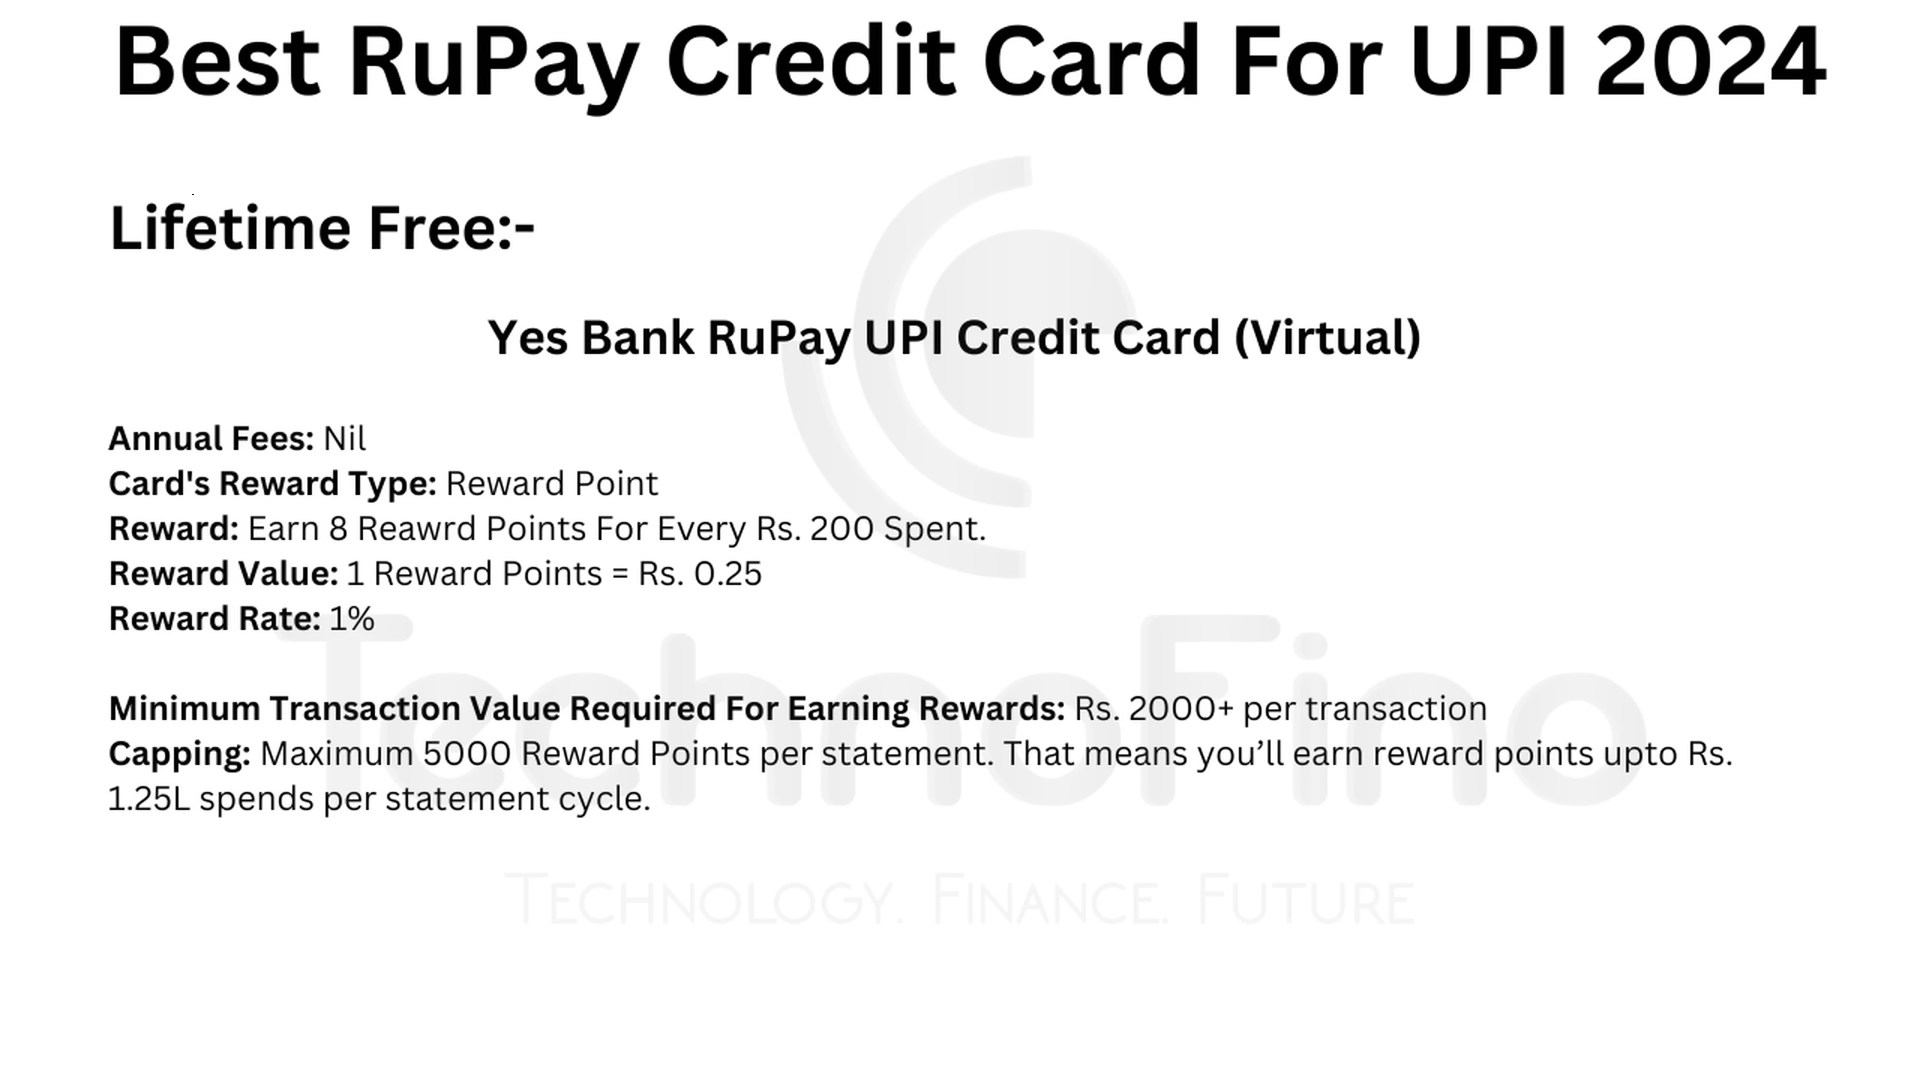 Best RuPay Credit Card For UPI 2024
Lifetime Free:-
Yes Bank RuPay UPI Credit Card (Virtual)
Annual Fees: Nil
Card's Reward Type: Reward Point
Reward: Earn 8 Reawrd Points For Every Rs. 200 Spent.
Reward Value: 1 Reward Points = Rs. 0.25
Reward Rate: 1%
Minimum Transaction Value Required For Earning Rewards: Rs. 2000+ per transaction
Capping: Maximum 5000 Reward Points per statement. That means you’ll earn reward points upto Rs.
1.25L spends per statement cycle.
TechnoFino
TECHNOLOGY. FINANCE. FUTURE